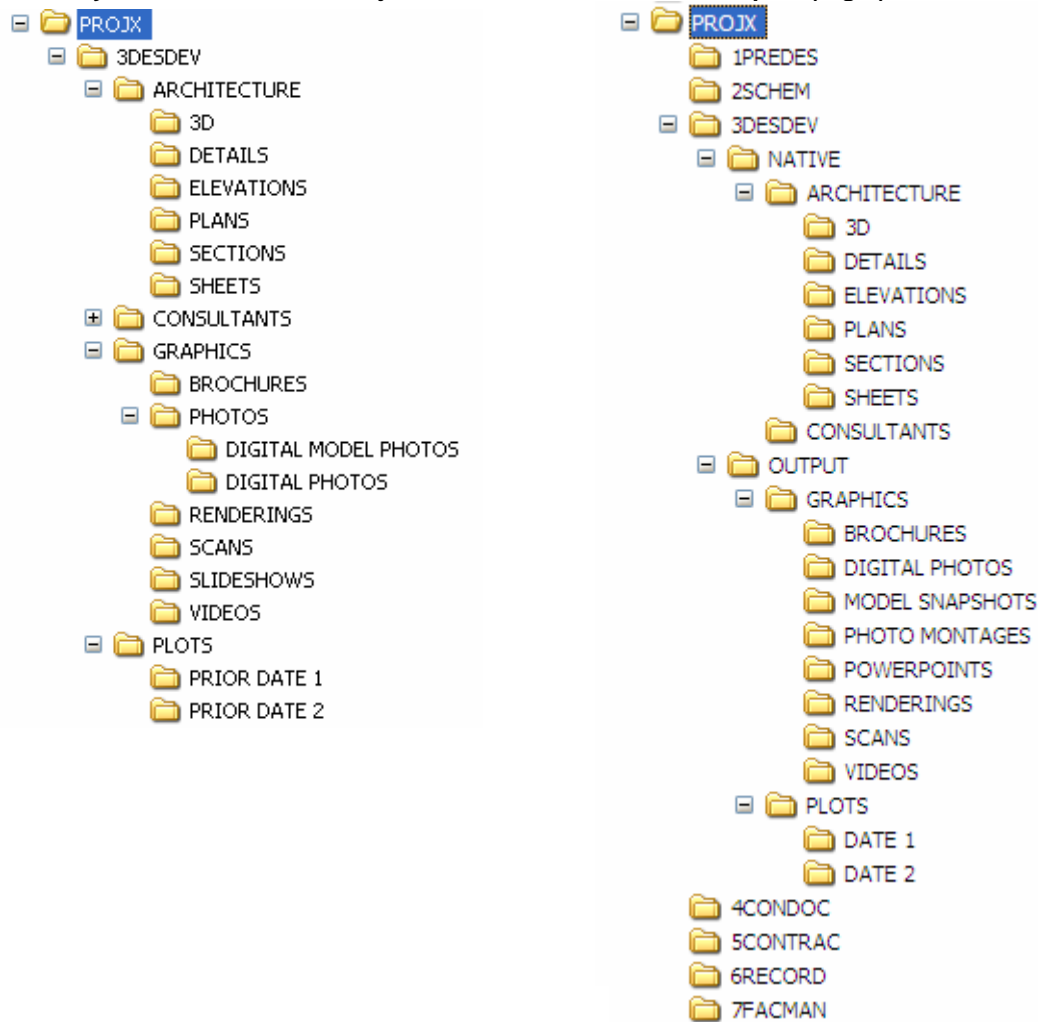 PROJX
3DESDEV
ARCHITECTURE
3D
DETAILS
ELEVATIONS
PLANS
SECTIONS
SHEETS
CONSULTANTS
GRAPHICS
BROCHURES
PHOTOS
DIGITAL MODEL PHOTOS
DIGITAL PHOTOS
RENDERINGS
SCANS
SLIDESHOWS
VIDEOS
PLOTS
PRIOR DATE 1
PRIOR DATE 2
PROJX
1PREDES
2SCHEM
3DESDEV
NATIVE
ARCHITECTURE
3D
DETAILS
ELEVATIONS
PLANS
SECTIONS
SHEETS
CONSULTANTS
OUTPUT
GRAPHICS
BROCHURES
DIGITAL PHOTOS
MODEL SNAPSHOTS
PHOTO MONTAGES
POWERPOINTS
RENDERINGS
SCANS
VIDEOS
PLOTS
DATE 1
DATE 2
4CONDOC
5CONTRAC
6RECORD
7FACMAN